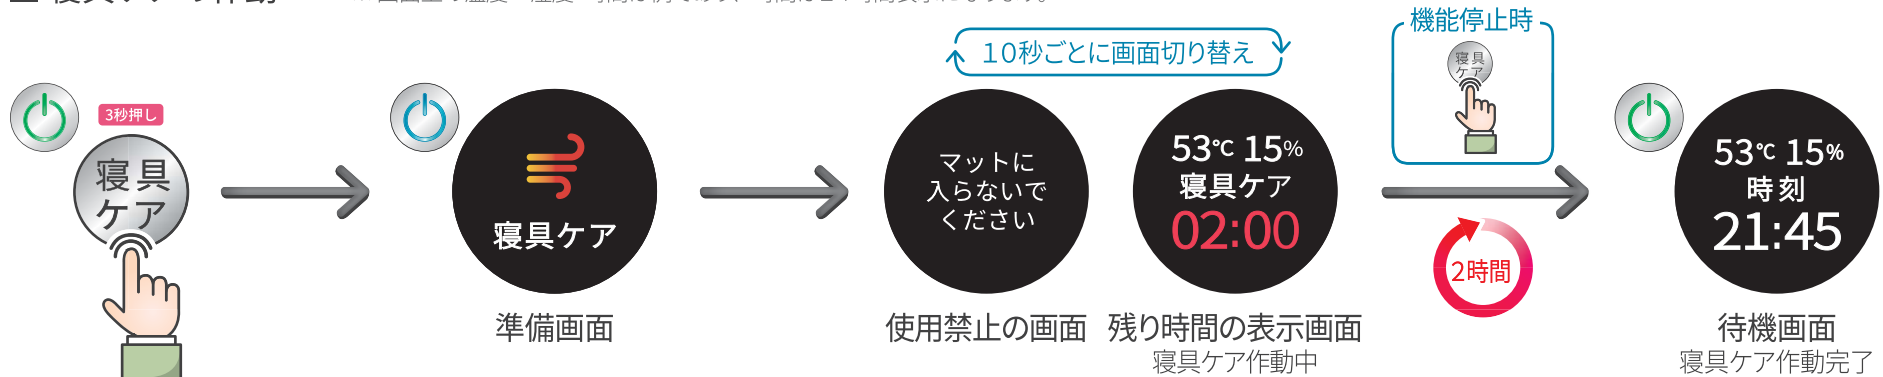 3秒押し
寝具
ケア
寝具ケア
準備画面
10秒ごとに画面切り替え
マットに
入らないで
ください
使用禁止の画面
53℃ 15%
寝具ケア
02:00
残り時間の表示画面
寝具ケア作動中
機能停止時
寝具
ケア
2時間
53℃ 15%
時刻
21:45
待機画面
寝具ケア作動完了